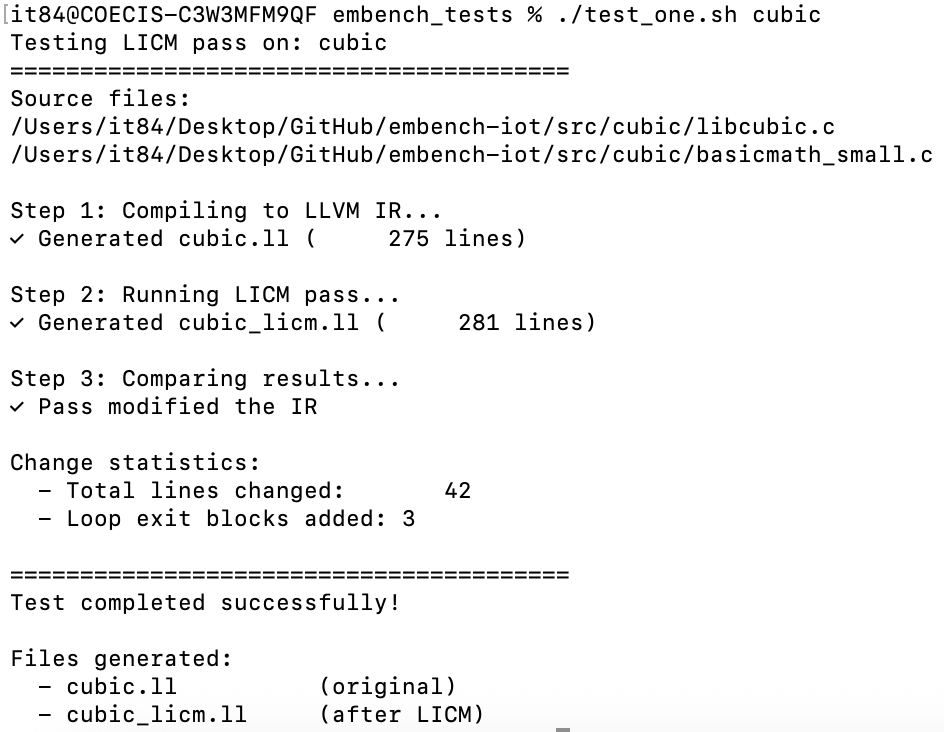 [it84@COECIS-C3W3MFM9QF embench_tests % ./test_one.sh cubic
Testing LICM pass on: cubic
========================================
Source files:
/Users/it84/Desktop/GitHub/embench-iot/src/cubic/libcubic.c
/Users/it84/Desktop/GitHub/embench-iot/src/cubic/basicmath_small.c
Step 1: Compiling to LLVM IR...
✓ Generated cubic.ll (     275 lines)
Step 2: Running LICM pass...
✓ Generated cubic_licm.ll (     281 lines)
Step 3: Comparing results...
✓ Pass modified the IR
Change statistics:
  - Total lines changed:       42
  - Loop exit blocks added: 3
========================================
Test completed successfully!
Files generated:
  - cubic.ll          (original)
  - cubic_licm.ll     (after LICM)